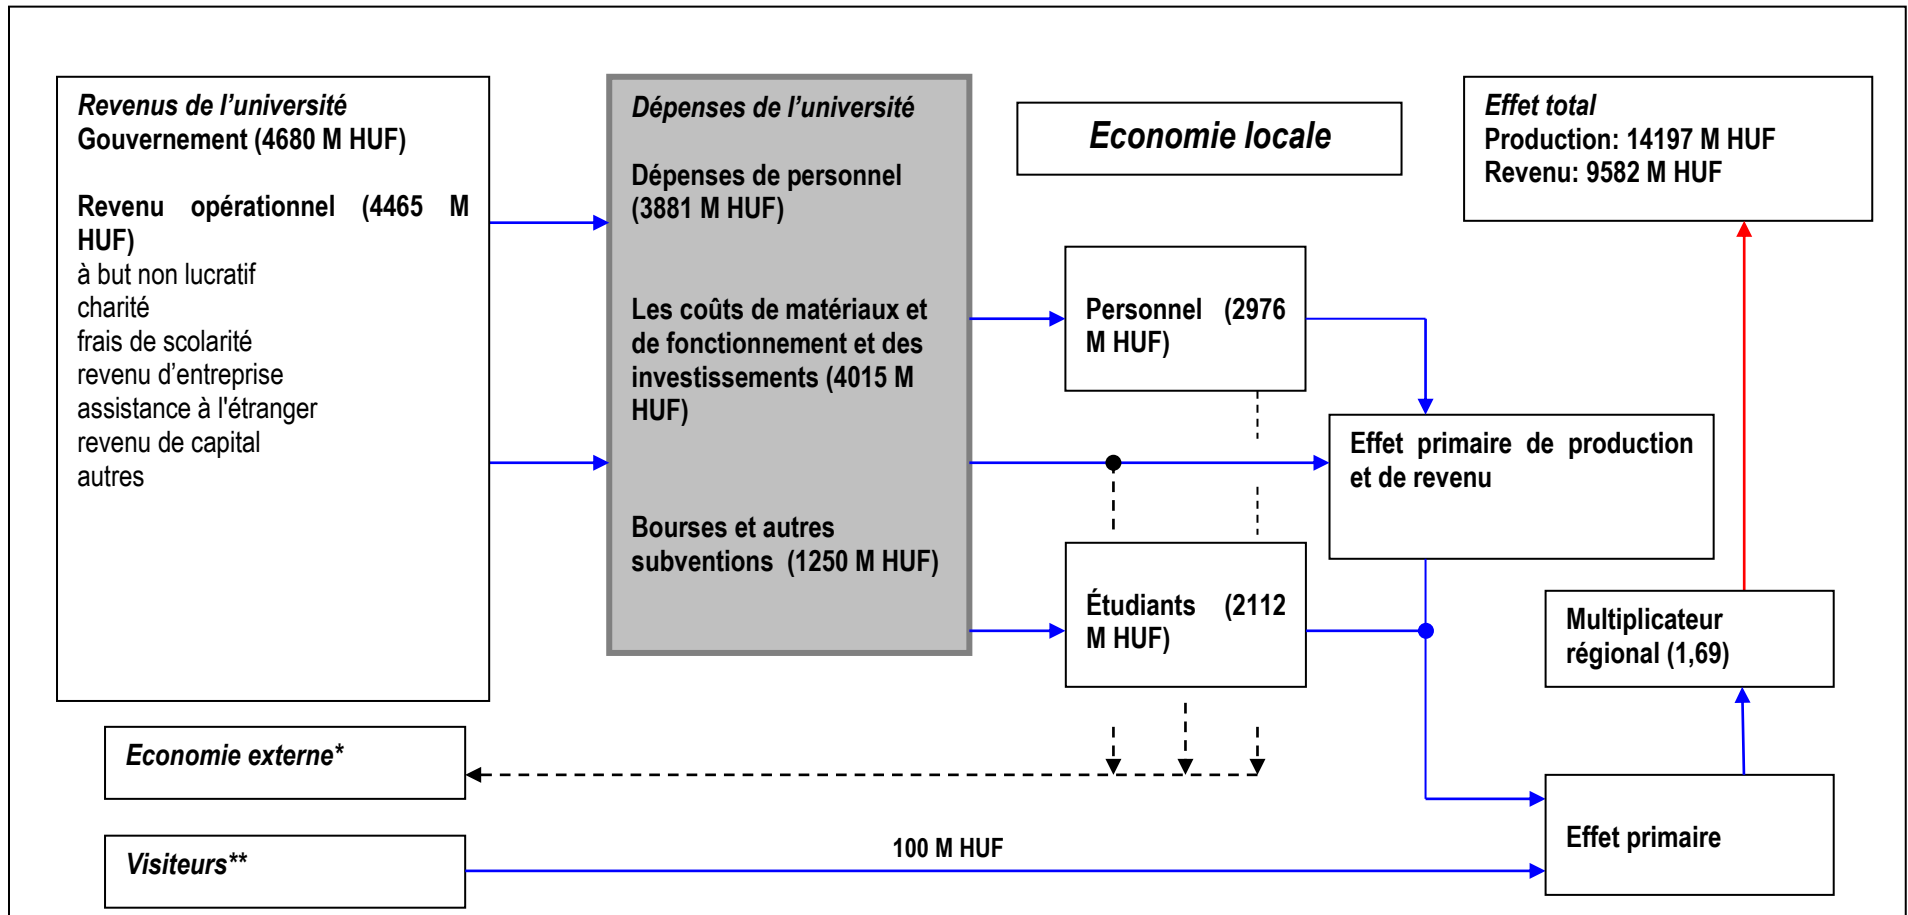 Revenus de l’université
Gouvernement (4680 M HUF)
Revenu opérationnel (4465 M
HUF)
à but non lucratif
charité
frais de scolarité
revenu d’entreprise
assistance à l'étranger
revenu de capital
autres
Dépenses de l’université
Dépenses de personnel
(3881 M HUF)
Les coûts de matériaux et
de fonctionnement et des
investissements (4015 M
HUF)
Bourses et autres
subventions (1250 M HUF)
Economie locale
Effet total
Production: 14197 M HUF
Revenu: 9582 M HUF
Personnel (2976
M HUF)
Effet primaire de production
et de revenu
Étudiants (2112
M HUF)
Multiplicateur
régional (1,69)
Economie externe*
Visiteurs**
100 M HUF
Effet primaire